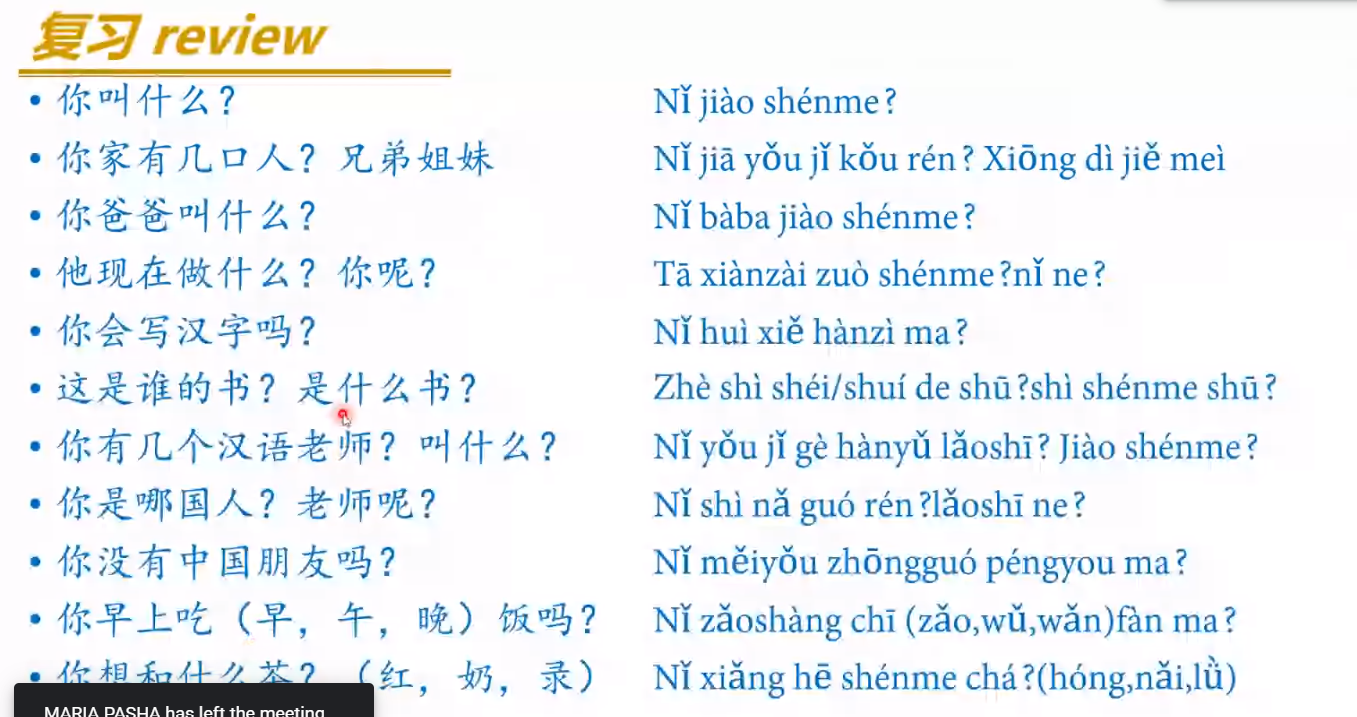 复习 review
• 你叫什么? Nǐ jiào shénme?
• 你家有几口人? 兄弟姐妹 Nǐ jiā yǒu jǐ kǒu rén? Xiōng dì jiě meì
• 你爸爸叫什么? Nǐ bàba jiào shénme?
• 他现在做什么? 你呢? Tā xiànzài zuò shénme?nǐ ne?
• 你会写汉字吗? Nǐ huì xiě hànzì ma?
• 这是谁的书? 是什么书? Zhè shì shéi/shuí de shū?shì shénme shū?
• 你有几个汉语老师? 叫什么? Nǐ yǒu jǐ gè hànyǔ lǎoshī? Jiào shénme?
• 你是哪国人? 老师呢? Nǐ shì nǎ guó rén?lǎoshī ne?
• 你没有中国朋友吗? Nǐ měiyǒu zhōngguó péngyou ma?
• 你早上吃（早，午，晚）饭吗? Nǐ zǎoshàng chī (zǎo,wǔ,wǎn)fàn ma?
• 你想和什么茶? （红，奶，录） Nǐ xiǎng hē shénme chá?(hóng,nǎi,lǜ)
MARIA PASHA has left the meeting